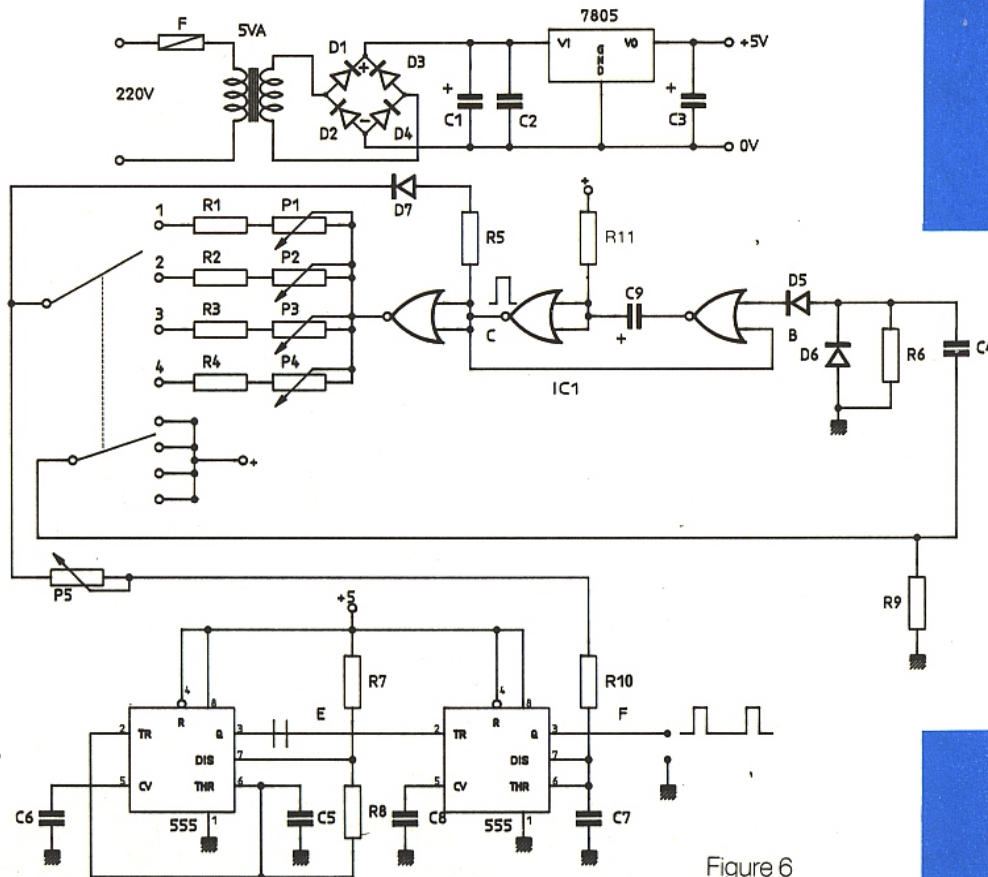 F
5VA
7805
D1
D3
V1
GND
V0
+5V
220V
+
+
+
C1
C2
C3
D2
D4
-
0V
D7
1
R1
P1
R5
+
R11
2
R2
P2
C9
D5
3
R3
P3
C
+
B
D6
R6
C4
4
R4
P4
IC1
+
P5
+5
R9
R7
R10
4
R
8
E
4
R
8
F
2
TR
Q
3
2
TR
Q
3
DIS
7
DIS
7
5
CV
THR
6
5
CV
THR
6
C6
C5
R8
C8
C7
555
1
555
1
Figure 6